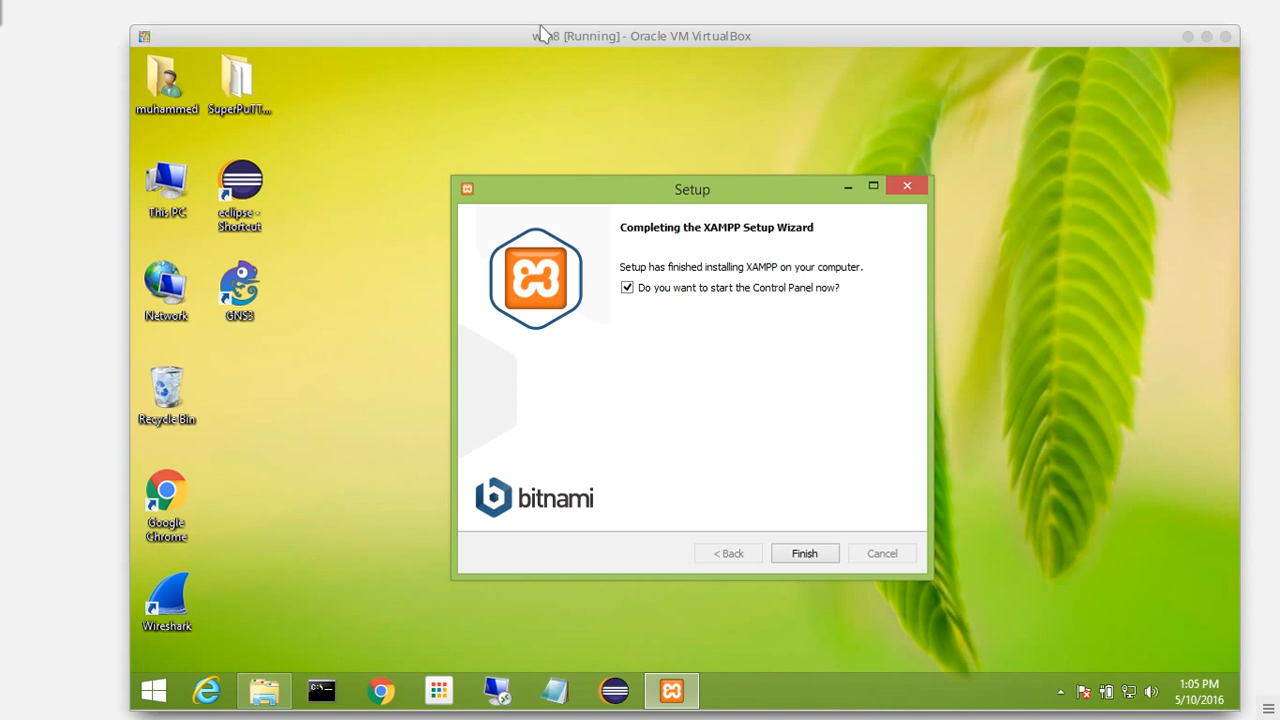 [Running] - Oracle VM VirtualBox
muhammed
SuperPuTT...
This PC
eclipse -
Shortcut
Network
GNS3
Recycle Bin
Google
Chrome
Wireshark
Setup
Completing the XAMPP Setup Wizard
Setup has finished installing XAMPP on your computer.
Do you want to start the Control Panel now?
bitnami
< Back
Finish
Cancel
C:\-
1:05 PM
5/10/2016